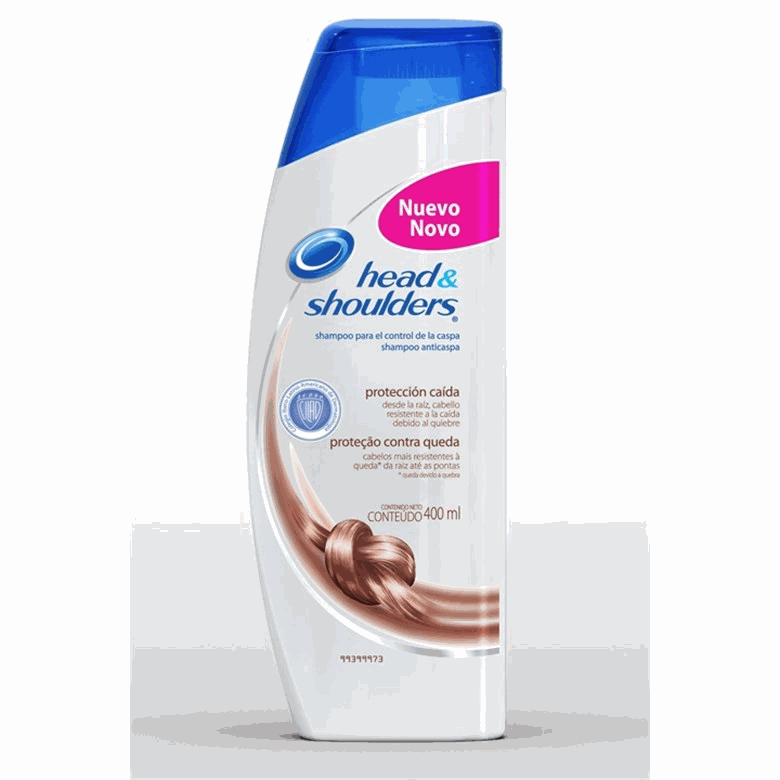 Nuevo
Novo
head&
shoulders®
shampoo para el control de la caspa
shampoo anticaspa
protección caída
desde la raíz, cabello
resistente a la caída
debido al quiebre
proteção contra queda
cabelos mais resistentes à
queda* da raiz até as pontas
* queda devido a quebra
CONTENIDO NETO
CONTEÚDO 400 ml
99399973